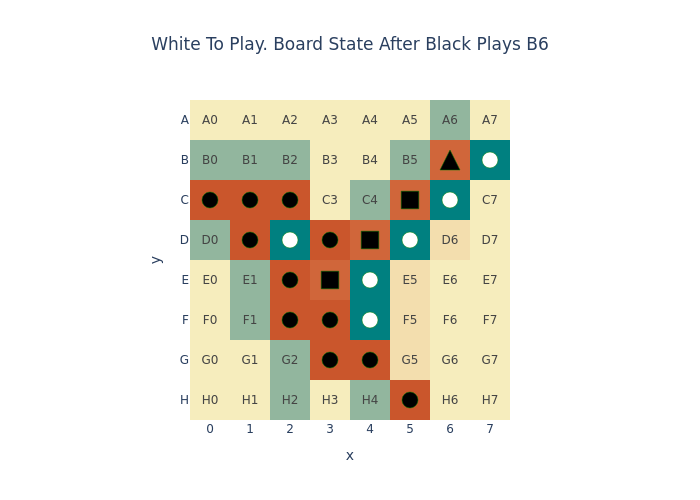 White To Play. Board State After Black Plays B6
A A0 A1 A2 A3 A4 A5 A6 A7
B B0 B1 B2 B3 B4 B5
C C3 C4 C7
D D0 D6 D7
E E0 E1 E5 E6 E7
F F0 F1 F5 F6 F7
G G0 G1 G2 G5 G6 G7
H H0 H1 H2 H3 H4 H6 H7
0 1 2 3 4 5 6 7
x
y